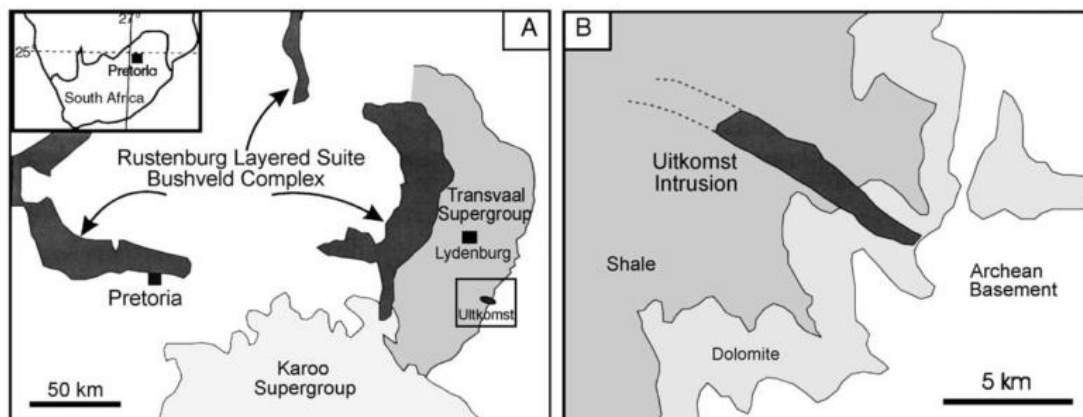 A
27°
25°
Pretoria
South Africa
Rustenburg Layered Suite
Bushveld Complex
Transvaal
Supergroup
Lydenburg
Pretoria
Uitkomst
Karoo
Supergroup
50 km
B
Uitkomst
Intrusion
Shale
Archean
Basement
Dolomite
5 km